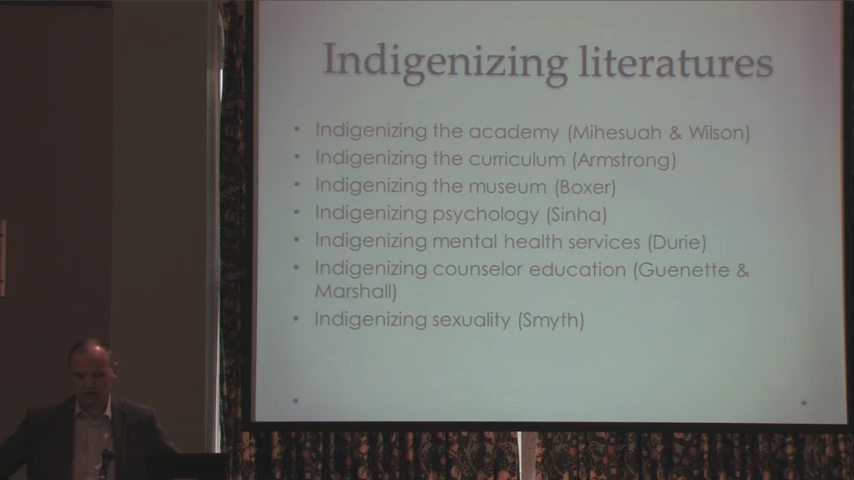 Indigenizing literatures
• Indigenizing the academy (Mihesuah & Wilson)
• Indigenizing the curriculum (Armstrong)
• Indigenizing the museum (Boxer)
• Indigenizing psychology (Sinha)
• Indigenizing mental health services (Durie)
• Indigenizing counselor education (Guenette &
Marshall)
• Indigenizing sexuality (Smyth)